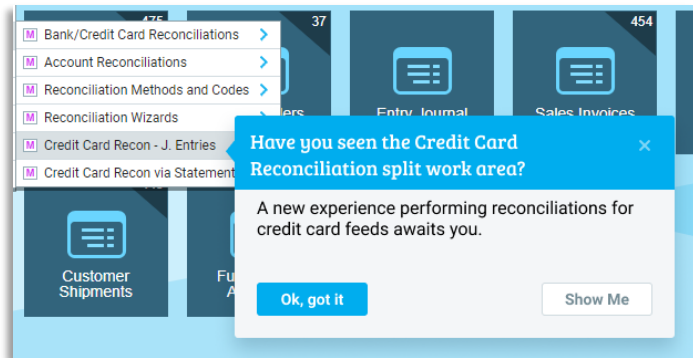 475
37
454
M Bank/Credit Card Reconciliations
M Account Reconciliations
M Reconciliation Methods and Codes
M Reconciliation Wizards
M Credit Card Recon - J. Entries
M Credit Card Recon via Statement
Entry Journal
Sales Invoices
Have you seen the Credit Card
Reconciliation split work area?
A new experience performing reconciliations for
credit card feeds awaits you.
Ok, got it
Show Me
Customer
Shipments